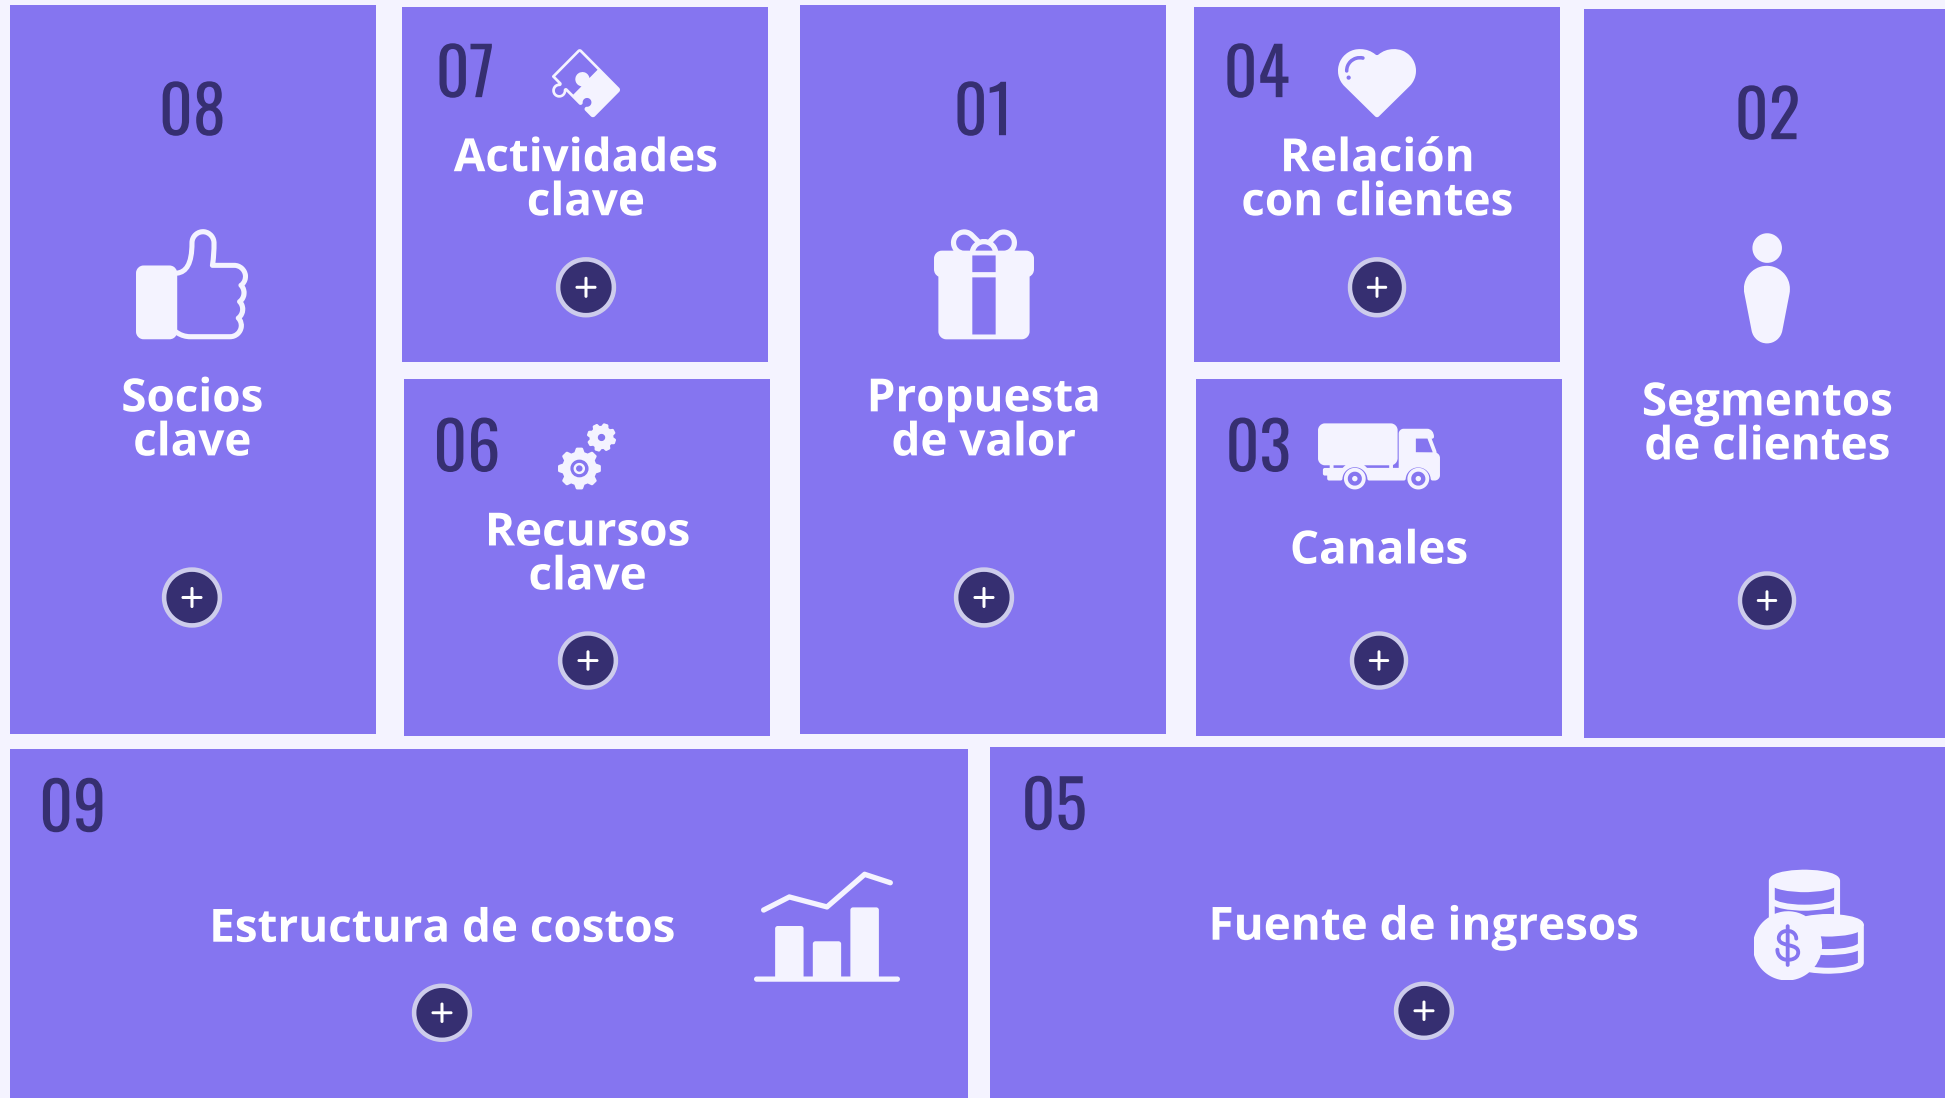 08
Socios
clave
07
Actividades
clave
06
Recursos
clave
01
Propuesta
de valor
04
Relación
con clientes
03
Canales
02
Segmentos
de clientes
09
Estructura de costos
05
Fuente de ingresos
$